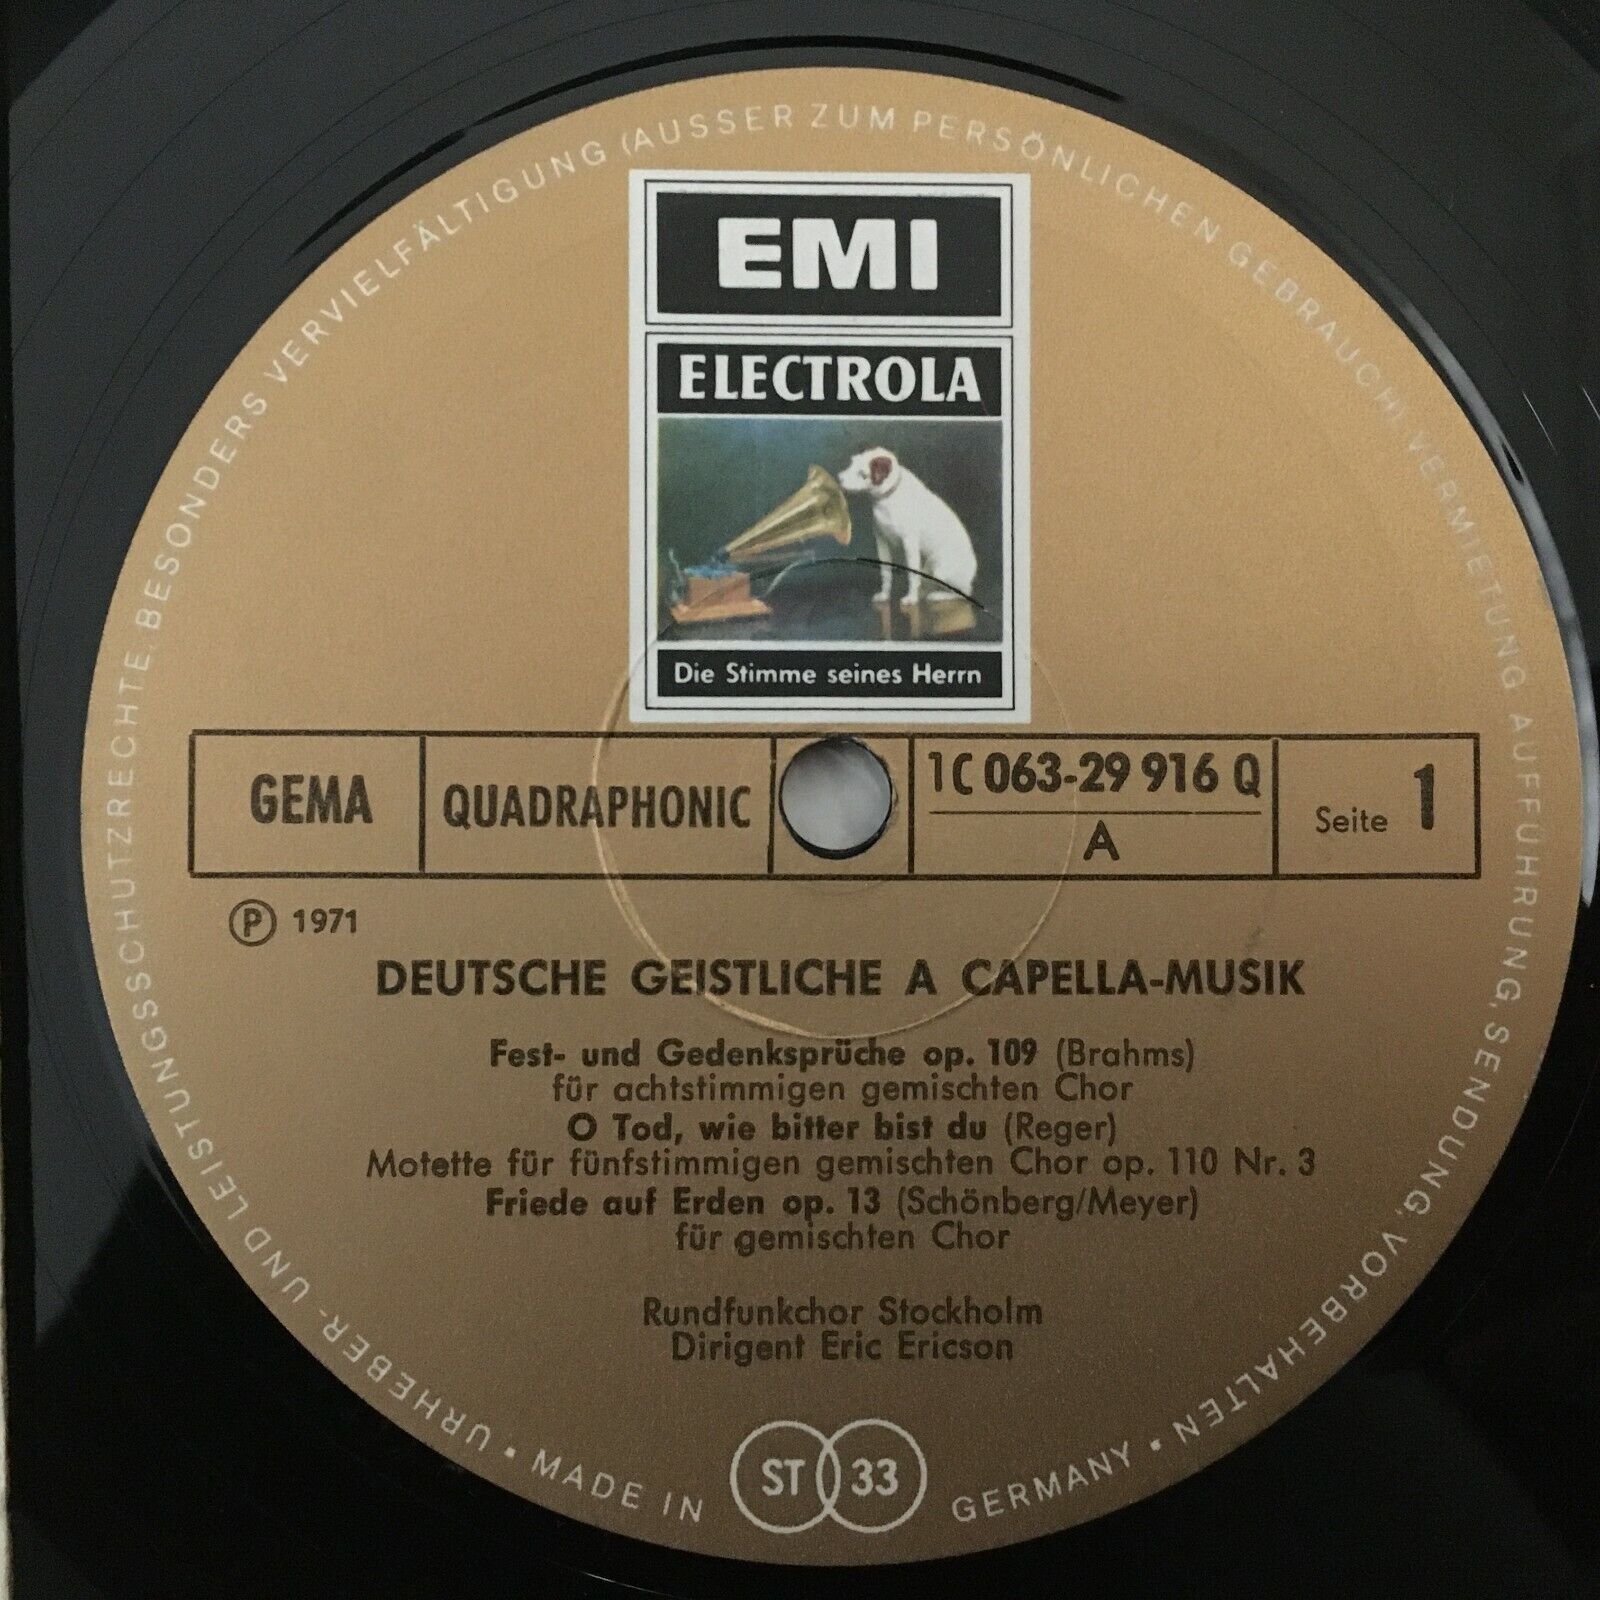 EMI
ELECTROLA
Die Stimme seines Herrn
GEMA
QUADRAPHONIC
1C 063-29 916 Q
A
Seite 1
Ⓟ 1971
DEUTSCHE GEISTLICHE A CAPELLA-MUSIK
Fest- und Gedenksprüche op. 109 (Brahms)
für achtstimmigen gemischten Chor
O Tod, wie bitter bist du (Reger)
Motette für fünfstimmigen gemischten Chor op. 110 Nr. 3
Friede auf Erden op. 13 (Schönberg/Meyer)
für gemischten Chor
Rundfunkchor Stockholm
Dirigent Eric Ericson
ST 33
URHEBER- UND LEISTUNGSSCHUTZRECHTE, BESONDERS VERVIELFÄLTIGUNG (AUSSER ZUM PERSÖNLICHEN GEBRAUCH), VERMIETUNG, AUFFÜHRUNG, SENDUNG, VORBEHALTEN • MADE IN GERMANY •